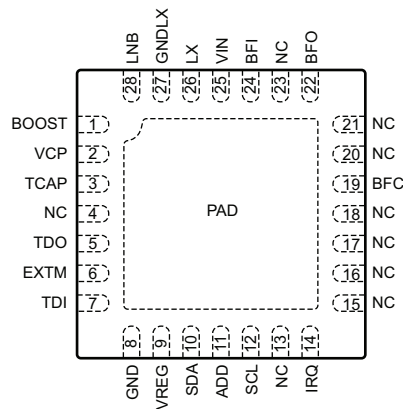 LNB
GNDLX
LX
VIN
BFI
NC
BFO
28
27
26
25
24
23
22
BOOST 1
VCP 2
TCAP 3
NC 4
TDO 5
EXTM 6
TDI 7
PAD
21 NC
20 NC
19 BFC
18 NC
17 NC
16 NC
15 NC
8
9
10
11
12
13
14
GND
VREG
SDA
ADD
SCL
NC
IRQ